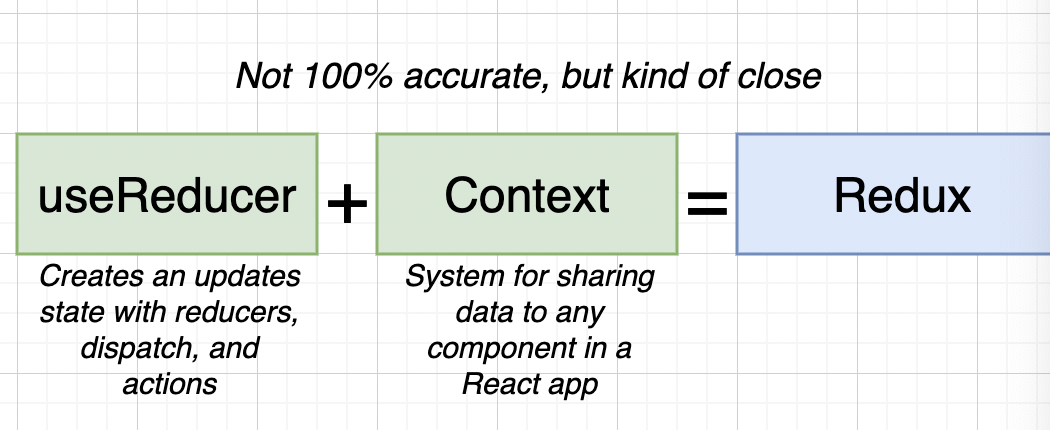 Not 100% accurate, but kind of close
useReducer + Context = Redux
Creates an updates
state with reducers,
dispatch, and
actions
System for sharing
data to any
component in a
React app